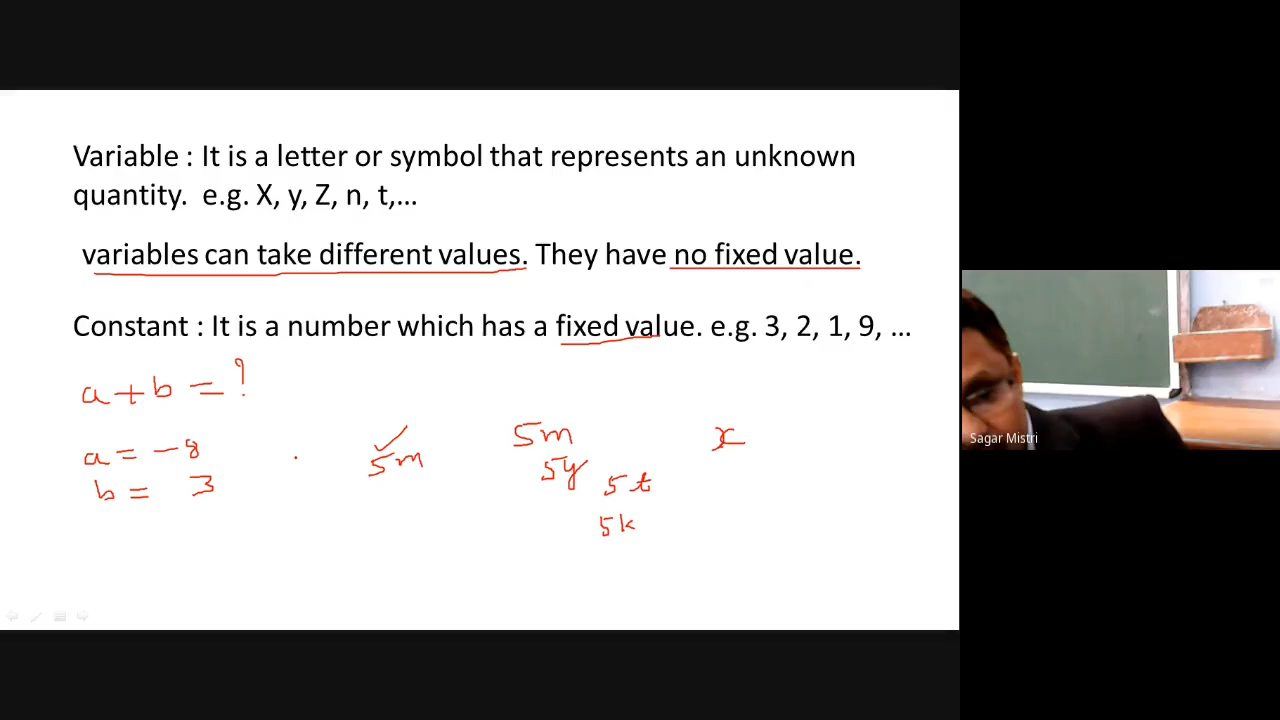 Variable : It is a letter or symbol that represents an unknown
quantity. e.g. X, y, Z, n, t,...
variables can take different values. They have no fixed value.
Constant : It is a number which has a fixed value. e.g. 3, 2, 1, 9, ...
a + b = ?
a = -8
b = 3
5m
5m
5y
5t
5k
x
Sagar Mistri